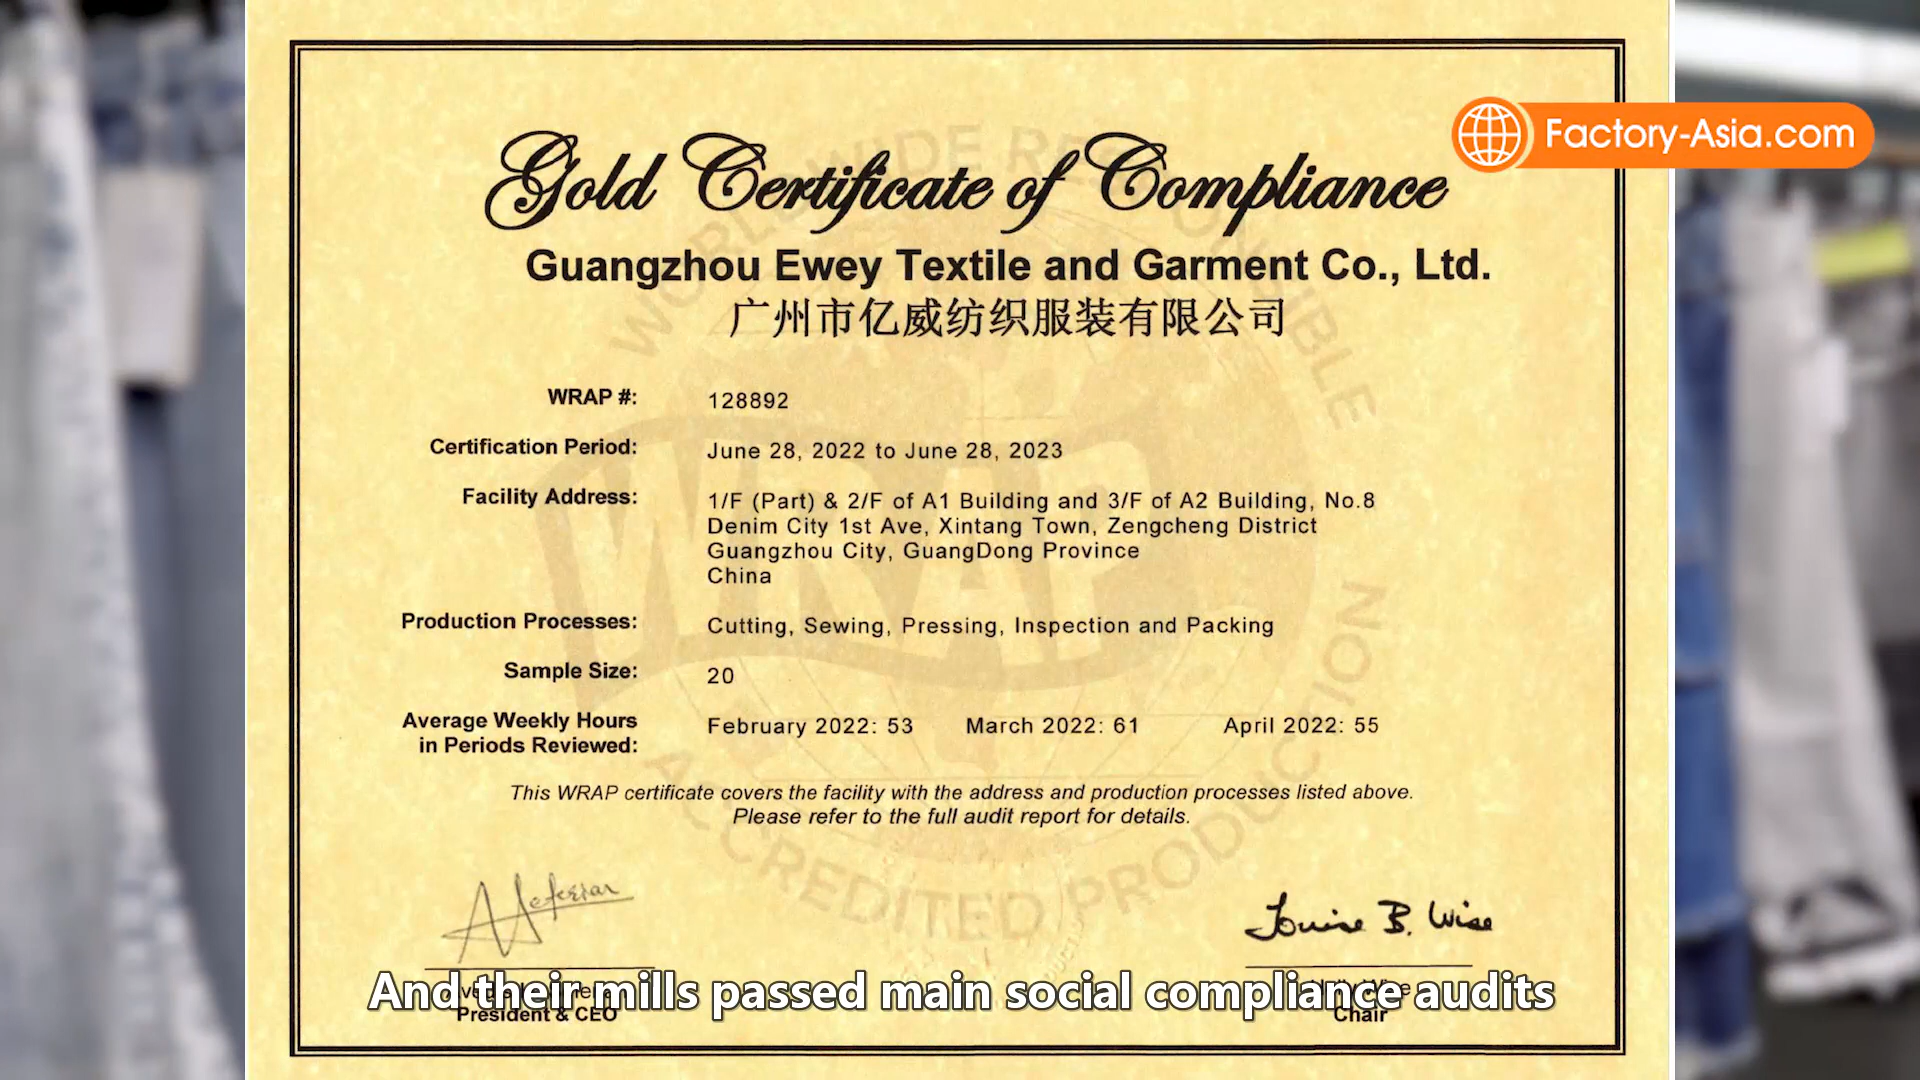 Gold Certificate of Compliance
Factory-Asia.com
Guangzhou Ewey Textile and Garment Co., Ltd.
广州市亿威纺织服装有限公司
WRAP #: 128892
Certification Period: June 28, 2022 to June 28, 2023
Facility Address: 1/F (Part) & 2/F of A1 Building and 3/F of A2 Building, No.8
Denim City 1st Ave, Xintang Town, Zengcheng District
Guangzhou City, GuangDong Province
China
Production Processes: Cutting, Sewing, Pressing, Inspection and Packing
Sample Size: 20
Average Weekly Hours
in Periods Reviewed: February 2022: 53 March 2022: 61 April 2022: 55
This WRAP certificate covers the facility with the address and production processes listed above.
Please refer to the full audit report for details.
WRAP
ACCREDITED PRODUCTION
Louise B. Wise
And their mills passed main social compliance audits
President & CEO
Chair